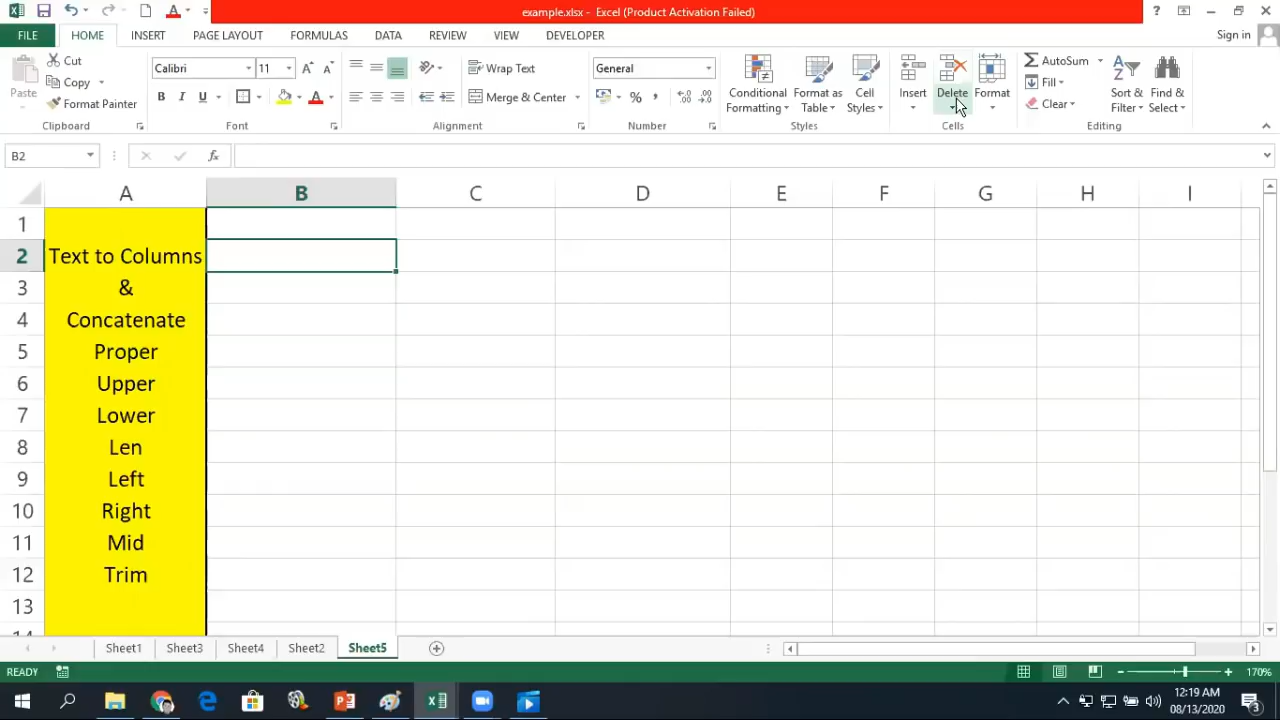 example.xlsx - Excel (Product Activation Failed)
FILE HOME INSERT PAGE LAYOUT FORMULAS DATA REVIEW VIEW DEVELOPER Sign in
Paste
Cut
Copy
Format Painter
Clipboard
Calibri 11
B I U
Font
Wrap Text
Merge & Center
Alignment
General
% ,
Number
Conditional Formatting
Format as Table
Cell Styles
Styles
Insert
Delete
Format
Cells
AutoSum
Fill
Clear
Sort & Filter
Find & Select
Editing
B2
fx
A B C D E F G H I
1
2 Text to Columns
3 &
4 Concatenate
5 Proper
6 Upper
7 Lower
8 Len
9 Left
10 Right
11 Mid
12 Trim
13
Sheet1 Sheet3 Sheet4 Sheet2 Sheet5
READY 170%
12:19 AM
08/13/2020
3